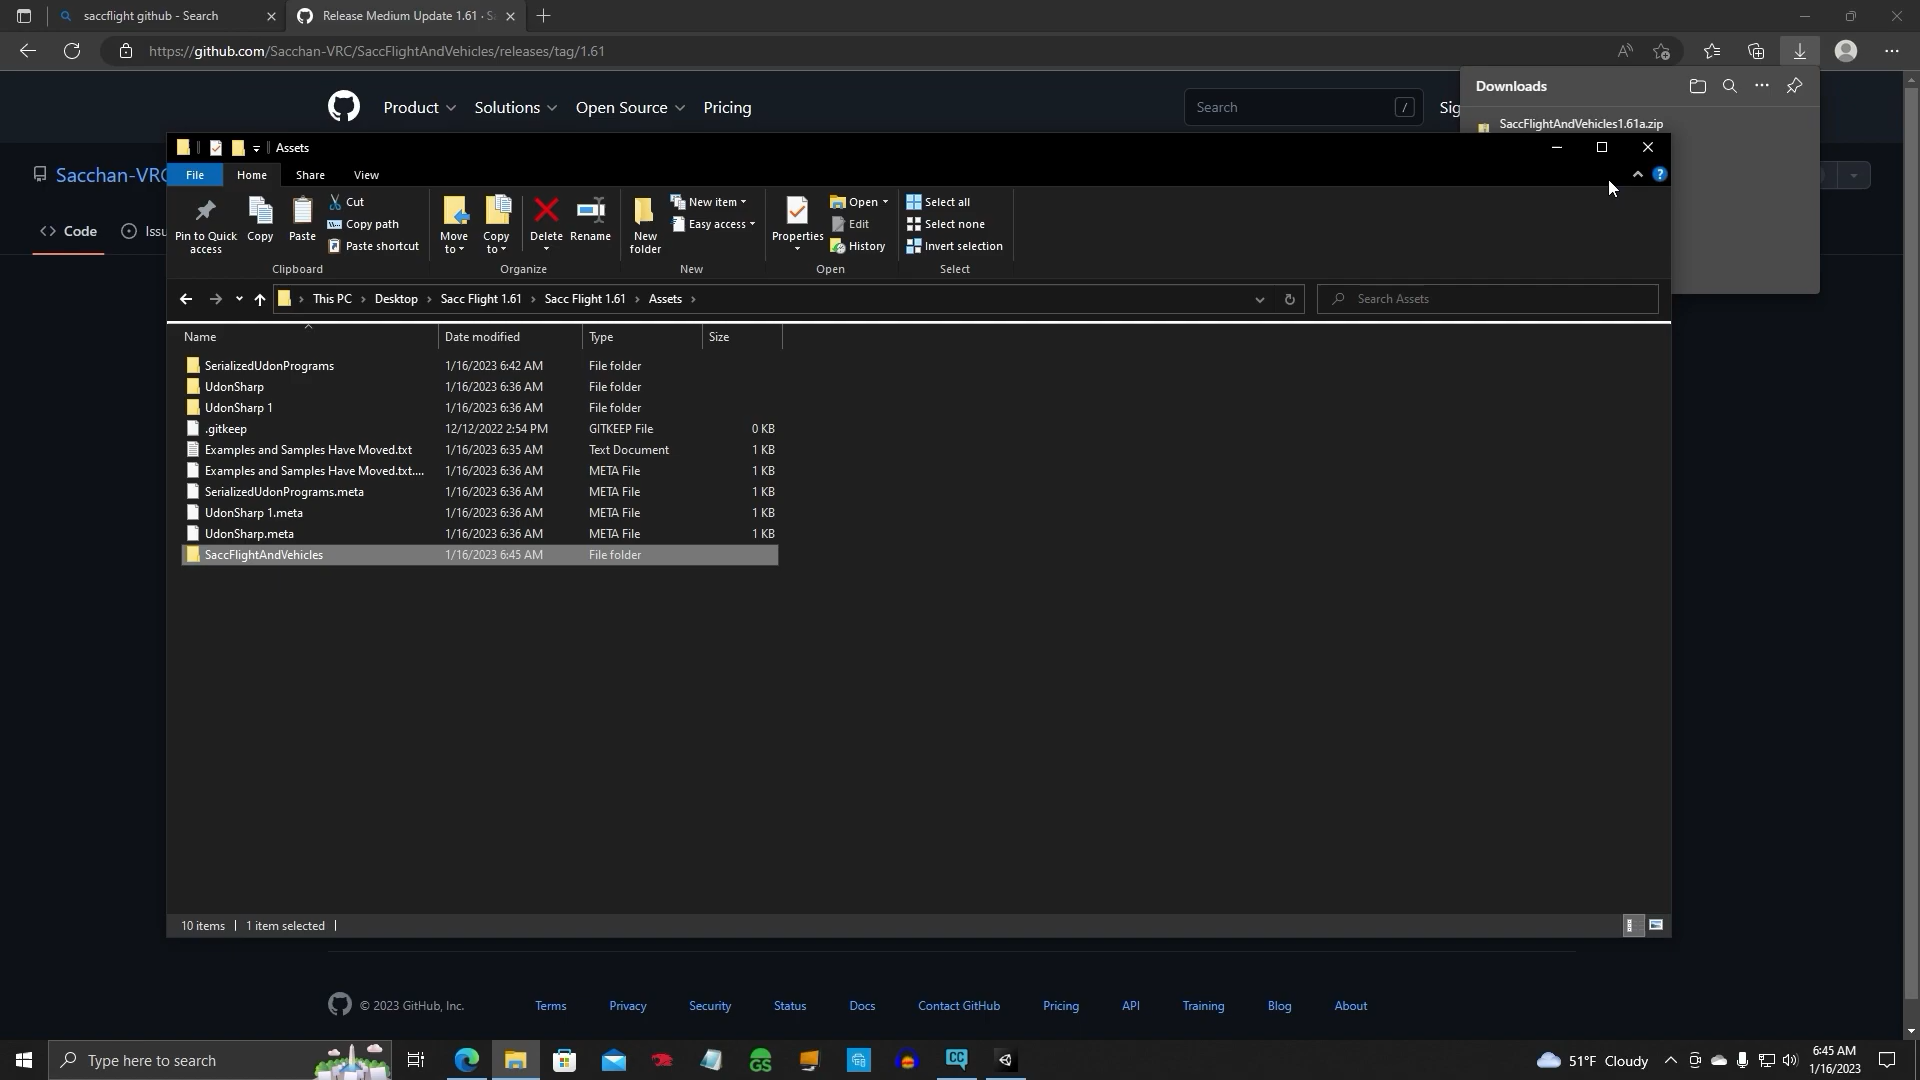 saccflight github - Search
Release Medium Update 1.61 · Sa
https://github.com/Sacchan-VRC/SaccFlightAndVehicles/releases/tag/1.61
Product
Solutions
Open Source
Pricing
Search
/
Sig
Downloads
SaccFlightAndVehicles1.61a.zip
Sacchan-VRC
Code
Issu
Assets
File
Home
Share
View
Pin to Quick
access
Copy
Paste
Cut
Copy path
Paste shortcut
Clipboard
Move
to
Copy
to
Delete
Rename
Organize
New
folder
New item
Easy access
New
Properties
Open
Edit
History
Open
Select all
Select none
Invert selection
Select
This PC
Desktop
Sacc Flight 1.61
Sacc Flight 1.61
Assets
Search Assets
Name
Date modified
Type
Size
SerializedUdonPrograms 1/16/2023 6:42 AM File folder
UdonSharp 1/16/2023 6:36 AM File folder
UdonSharp 1 1/16/2023 6:36 AM File folder
.gitkeep 12/12/2022 2:54 PM GITKEEP File 0 KB
Examples and Samples Have Moved.txt 1/16/2023 6:35 AM Text Document 1 KB
Examples and Samples Have Moved.txt.... 1/16/2023 6:36 AM META File 1 KB
SerializedUdonPrograms.meta 1/16/2023 6:36 AM META File 1 KB
UdonSharp 1.meta 1/16/2023 6:36 AM META File 1 KB
UdonSharp.meta 1/16/2023 6:36 AM META File 1 KB
SaccFlightAndVehicles 1/16/2023 6:45 AM File folder
10 items
1 item selected
© 2023 GitHub, Inc.
Terms
Privacy
Security
Status
Docs
Contact GitHub
Pricing
API
Training
Blog
About
Type here to search
GS
CC
51°F Cloudy
6:45 AM
1/16/2023